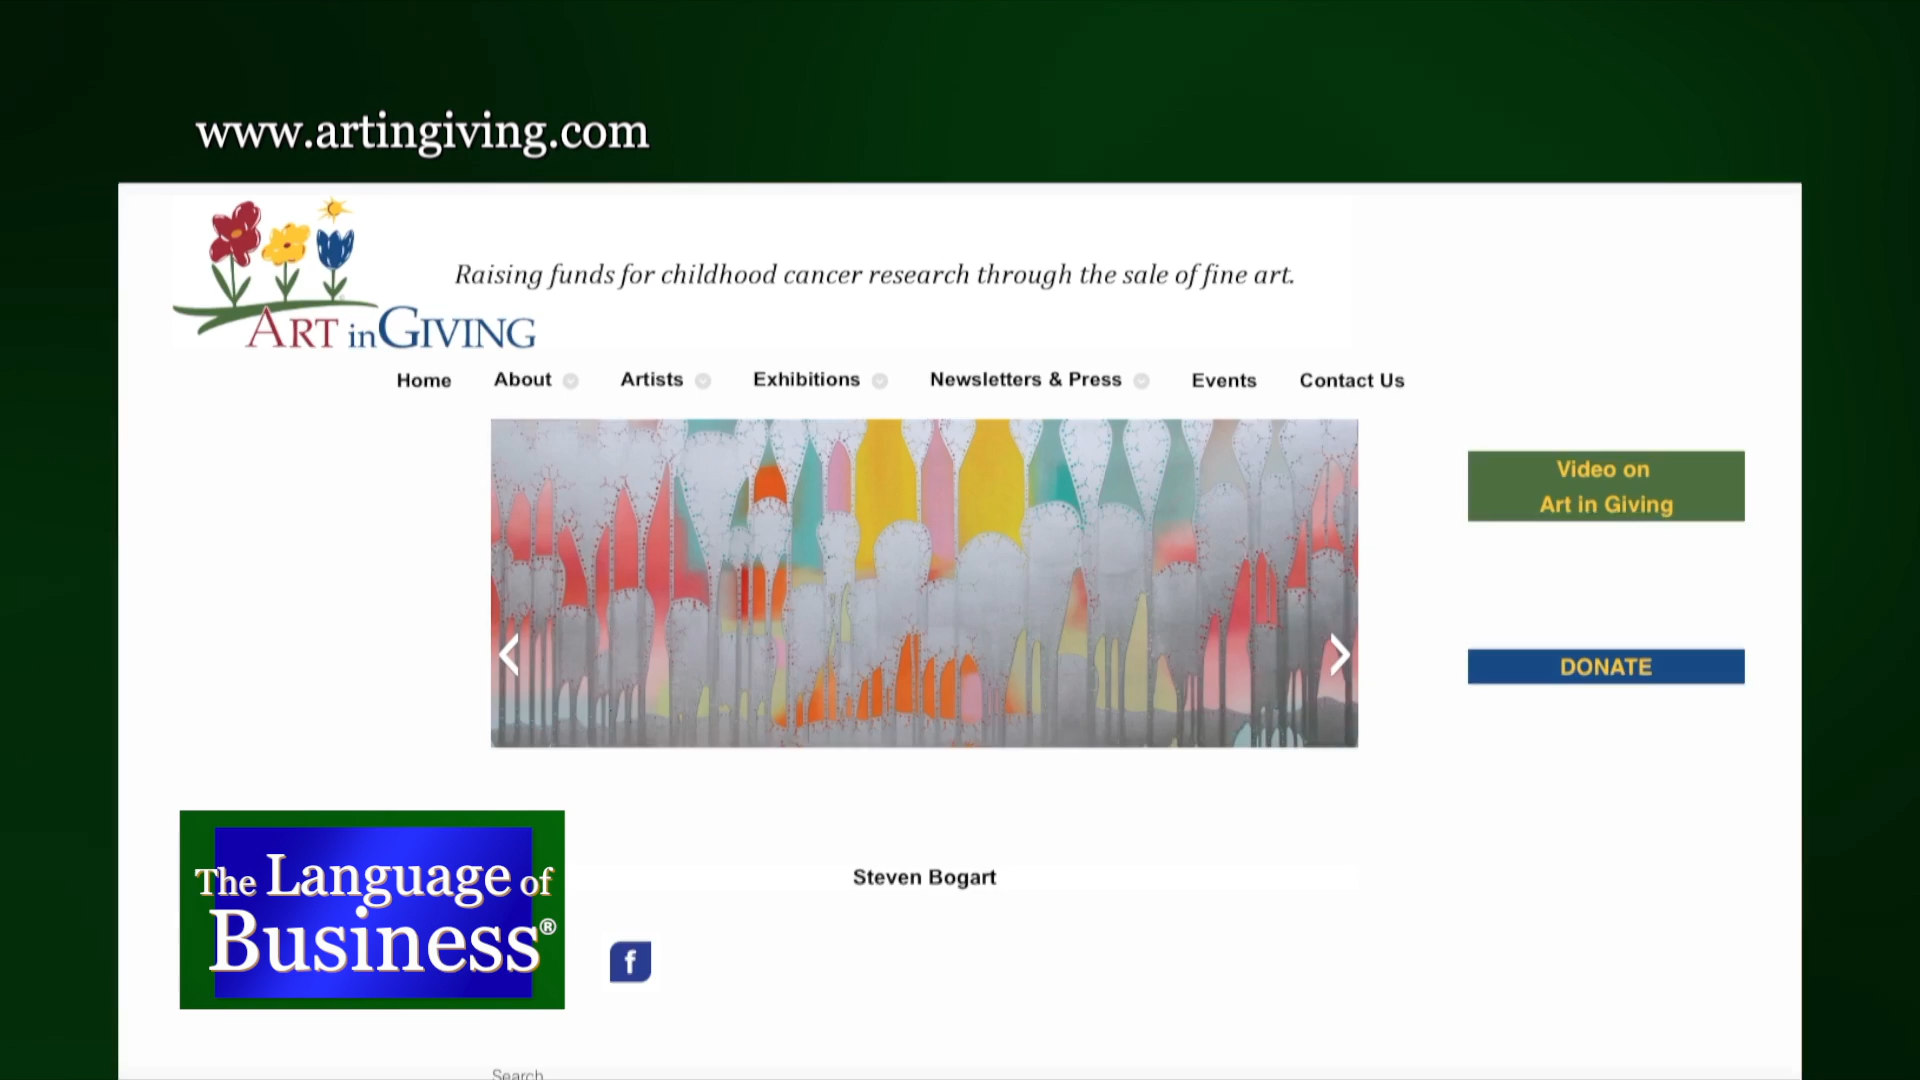 www.artingiving.com
Raising funds for childhood cancer research through the sale of fine art.
ART in GIVING
Home About Artists Exhibitions Newsletters & Press Events Contact Us
Video on
Art in Giving
DONATE
The Language of
Business®
Steven Bogart
f
Search